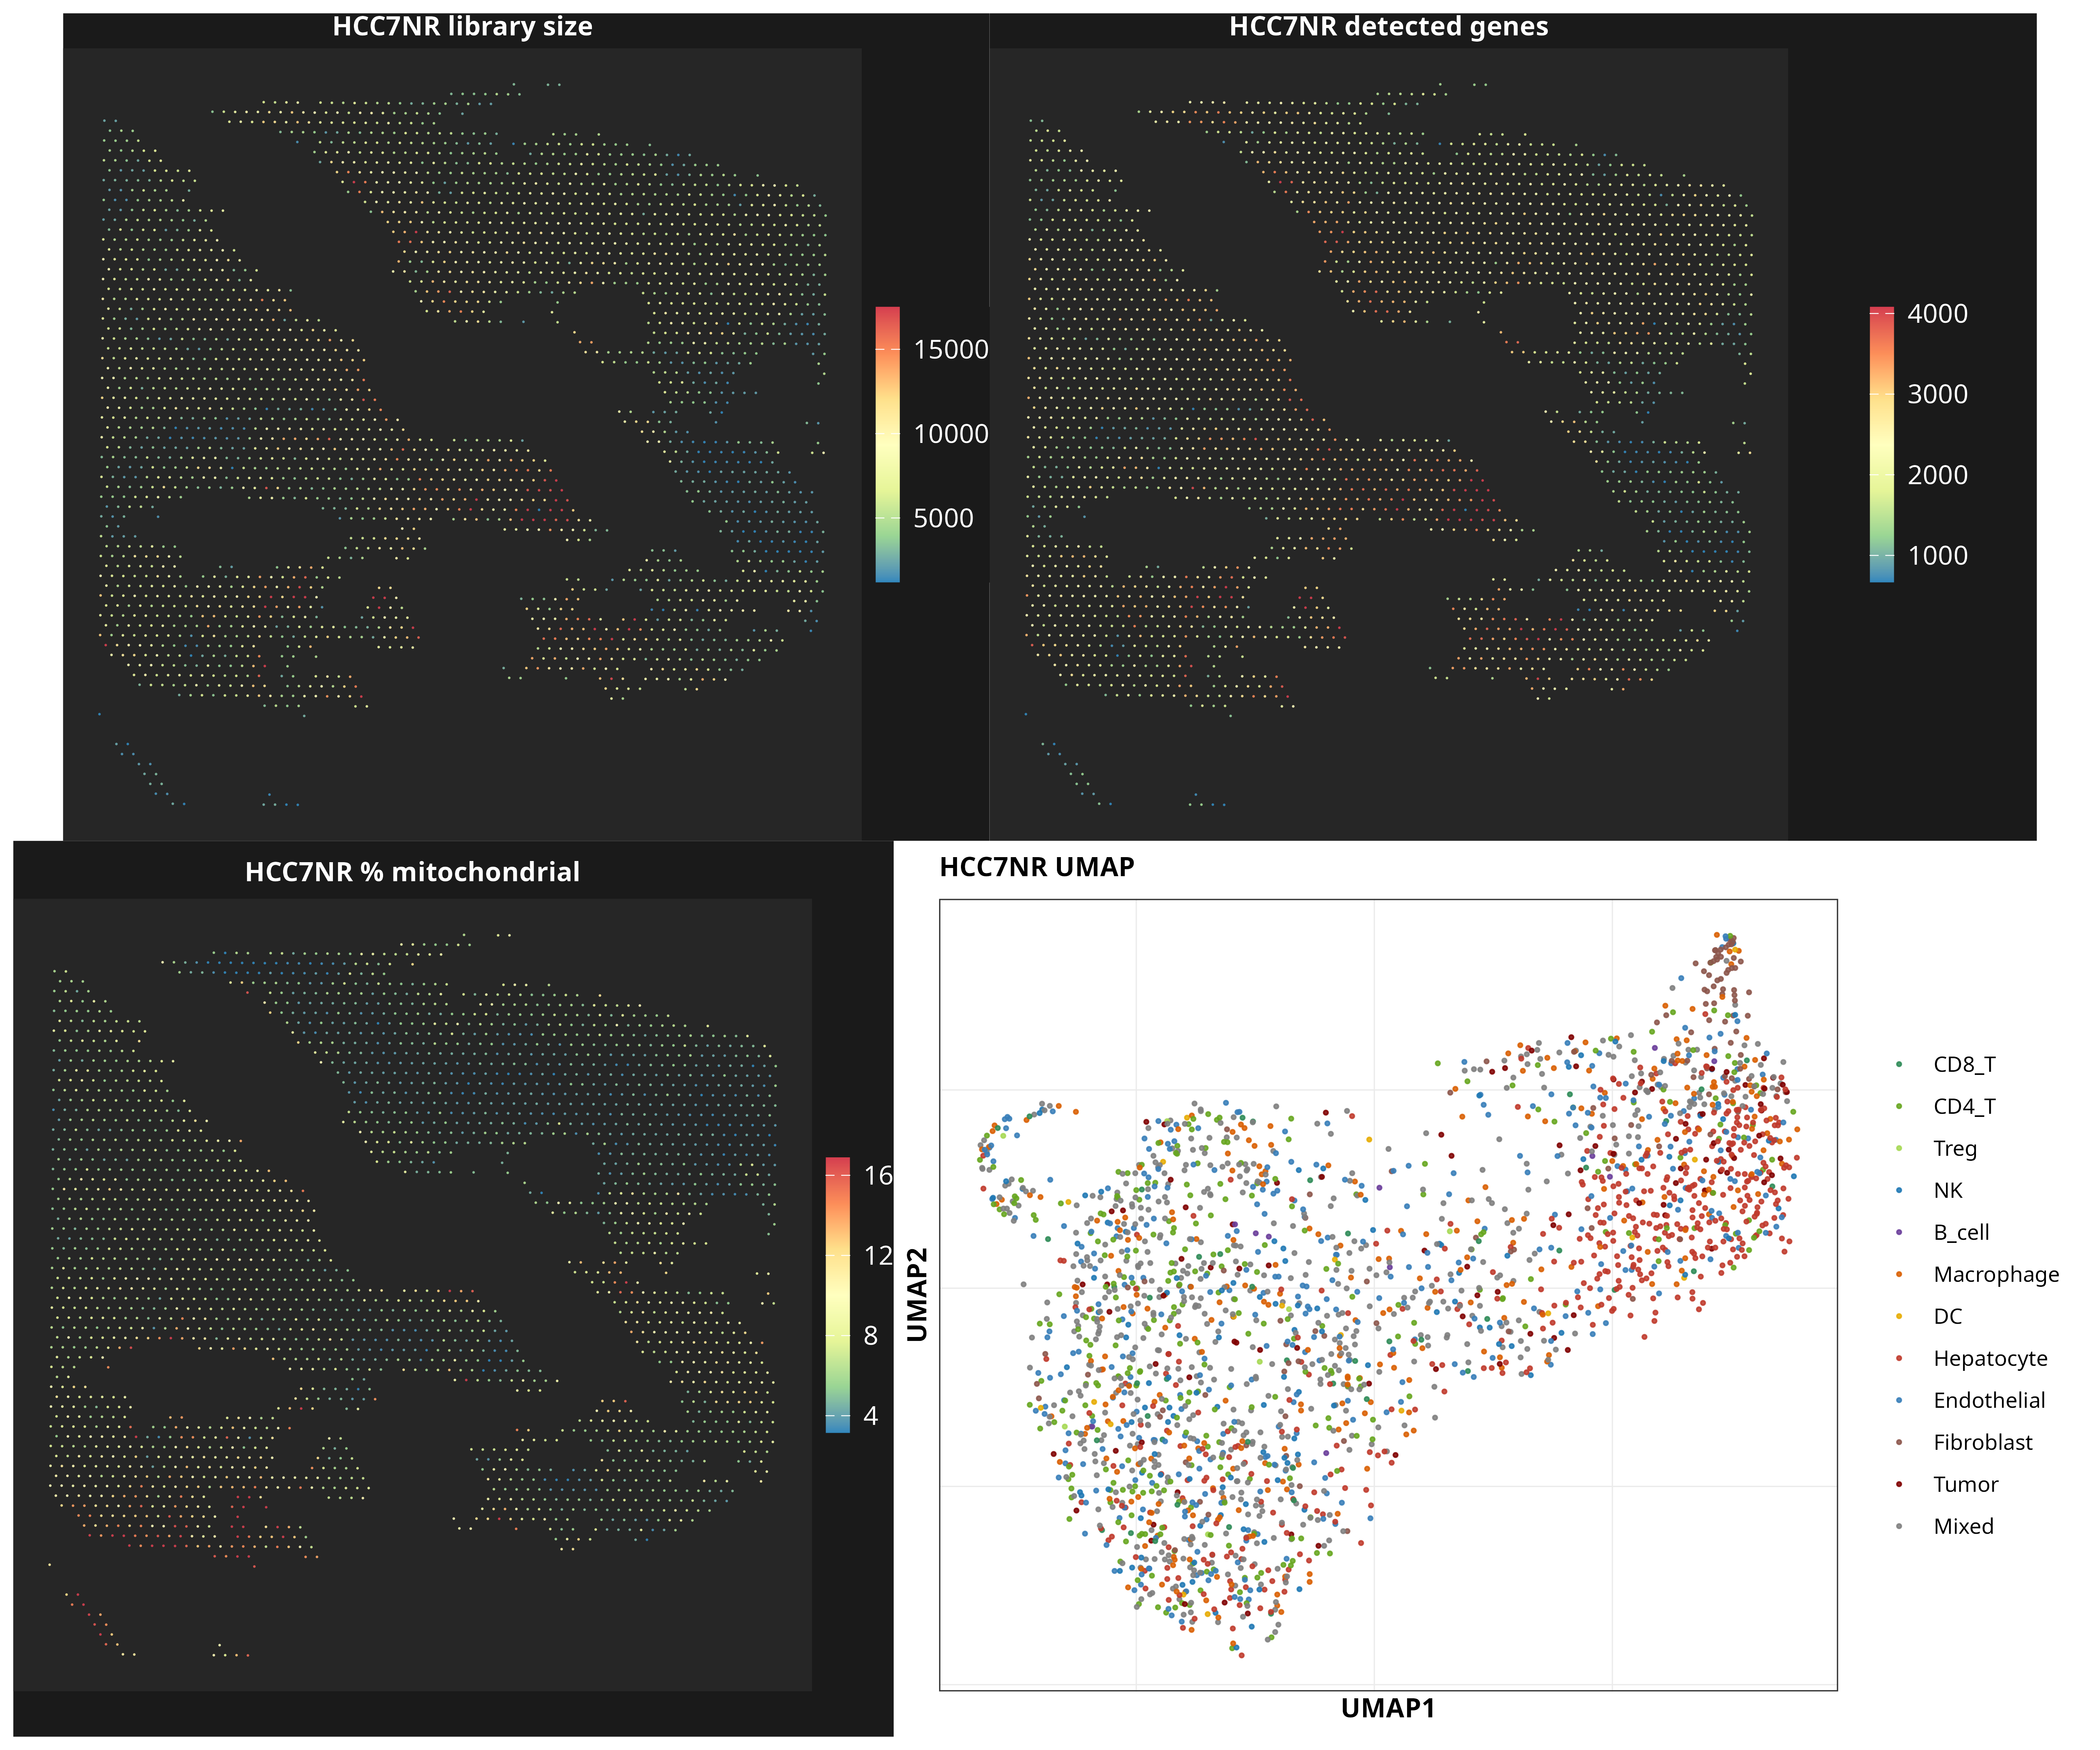 HCC7NR library size
15000
10000
5000
HCC7NR detected genes
4000
3000
2000
1000
HCC7NR % mitochondrial
16
12
8
4
HCC7NR UMAP
UMAP2
UMAP1
CD8_T
CD4_T
Treg
NK
B_cell
Macrophage
DC
Hepatocyte
Endothelial
Fibroblast
Tumor
Mixed